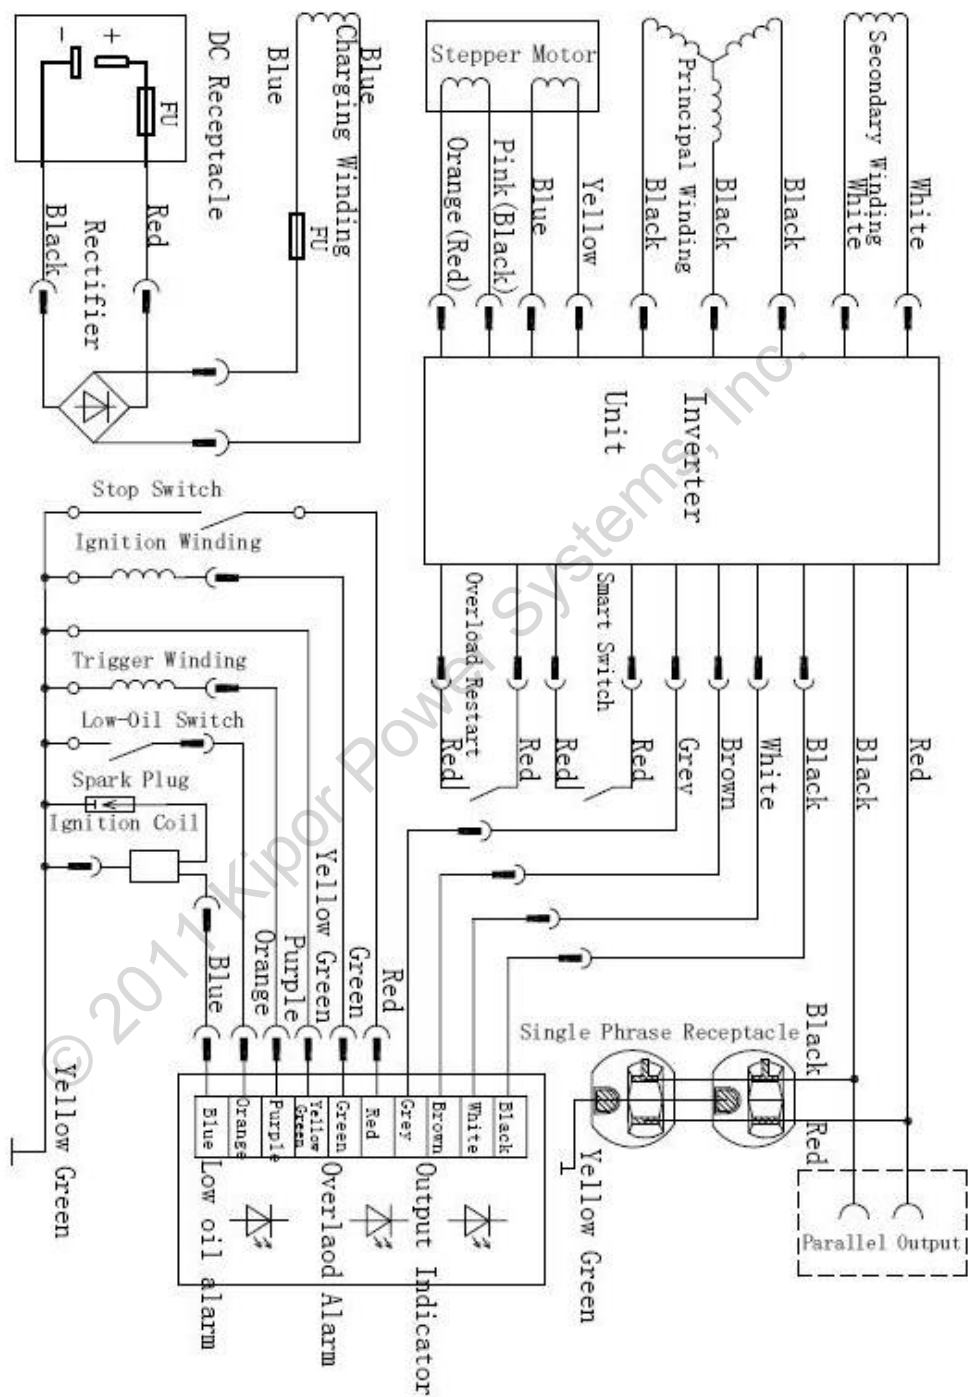 -
+
FU
DC Receptacle
Red
Black
Rectifier
Blue
Charging Winding
Blue
FU
Stepper Motor
Orange(Red)
Pink(Black)
Blue
Yellow
Principal Winding
Black
Black
Black
Secondary Winding
White
White
Inverter
Unit
Stop Switch
Ignition Winding
Trigger Winding
Low-Oil Switch
Spark Plug
Ignition Coil
Overload Restart
Smart Switch
Red
Red
Red
Red
Grey
Brown
White
Black
Black
Red
Blue
Orange
Purple
Yellow Green
Green
Red
Single Phrase Receptacle
Black
Red
Yellow Green
Parallel Output
Yellow Green
Blue
Orange
Purple
Yellow
Green
Green
Red
Grey
Brown
White
Black
Low oil alarm
Overlaod Alarm
Output Indicator
© 2011 Kipor Power Systems, Inc.